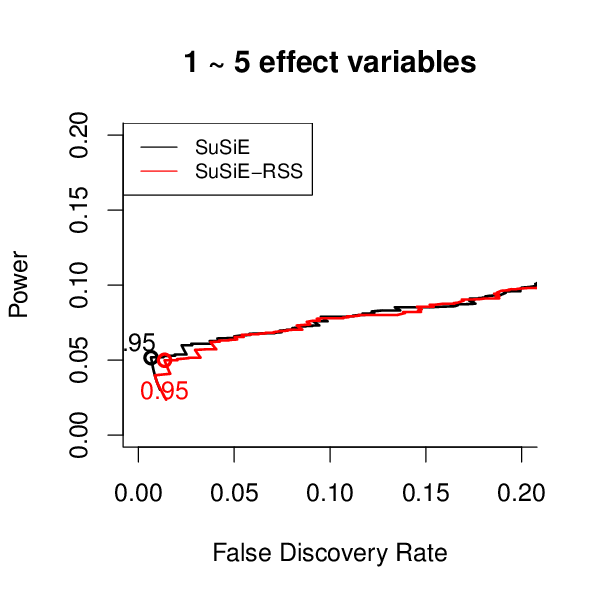 1 ~ 5 effect variables
SuSiE
SuSiE−RSS
Power
0.20
0.15
0.10
0.05
0.00
.95
0.95
0.00 0.05 0.10 0.15 0.20
False Discovery Rate